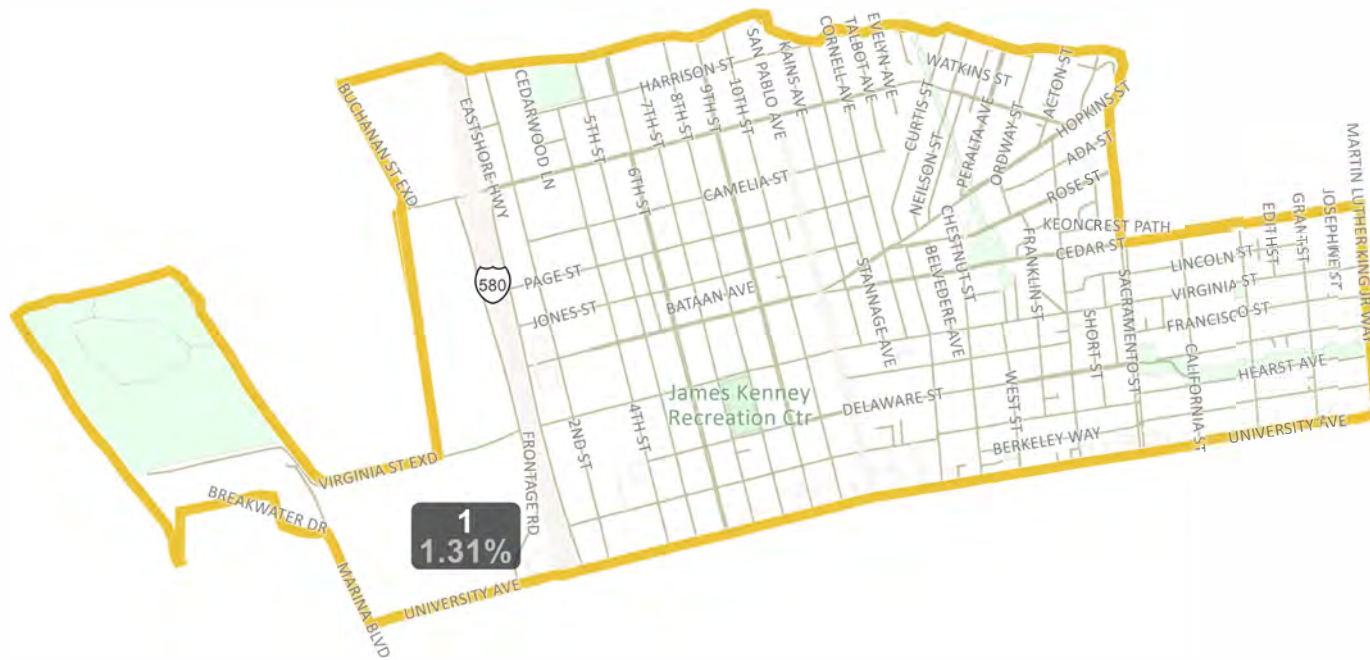 BUCHANAN ST EXD
EASTSHORE HWY
CEDARWOOD LN
HARRISON ST
5TH ST
7TH ST
8TH ST
9TH ST
10TH ST
SAN PABLO AVE
KAINS AVE
CORNELL AVE
TALBOT AVE
EVELYN AVE
WATKINS ST
CURTIS ST
NEILSON ST
PERALTA AVE
ORDWAY ST
ACTON ST
HOPKINS ST
ADA ST
ROSE ST
6TH ST
CAMELIA ST
KEONCREST PATH
CEDAR ST
MARTIN LUTHER KING JR WAY
JOSEPHINE ST
GRANT ST
EDITH ST
LINCOLN ST
VIRGINIA ST
FRANCISCO ST
580
PAGE ST
JONES ST
BATAAN AVE
STANNAGE AVE
BELVEDERE AVE
CHESTNUT ST
FRANKLIN ST
SHORT ST
SACRAMENTO ST
CALIFORNIA ST
HEARST AVE
James Kenney
Recreation Ctr
DELAWARE ST
WEST ST
BERKELEY WAY
UNIVERSITY AVE
2ND ST
4TH ST
FRONTAGE RD
VIRGINIA ST EXD
BREAKWATER DR
1
1.31%
MARINA BLVD
UNIVERSITY AVE